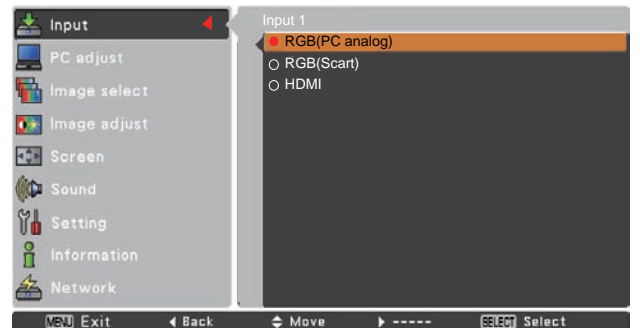 Input
PC adjust
Image select
Image adjust
Screen
Sound
Setting
Information
Network
Input 1
RGB(PC analog)
RGB(Scart)
HDMI
MENU Exit Back Move ----- SELECT Select